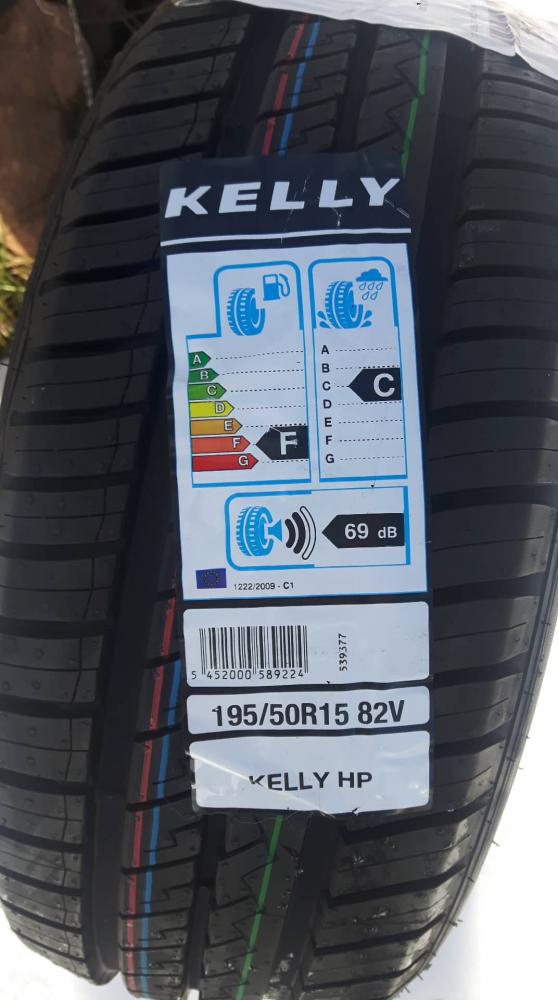 KELLY
A
B
C
D
E
F
G
F
A
B
C
D
E
F
G
C
69 dB
1222/2009 - C1
5 452000 589224
539377
195/50R15 82V
KELLY HP